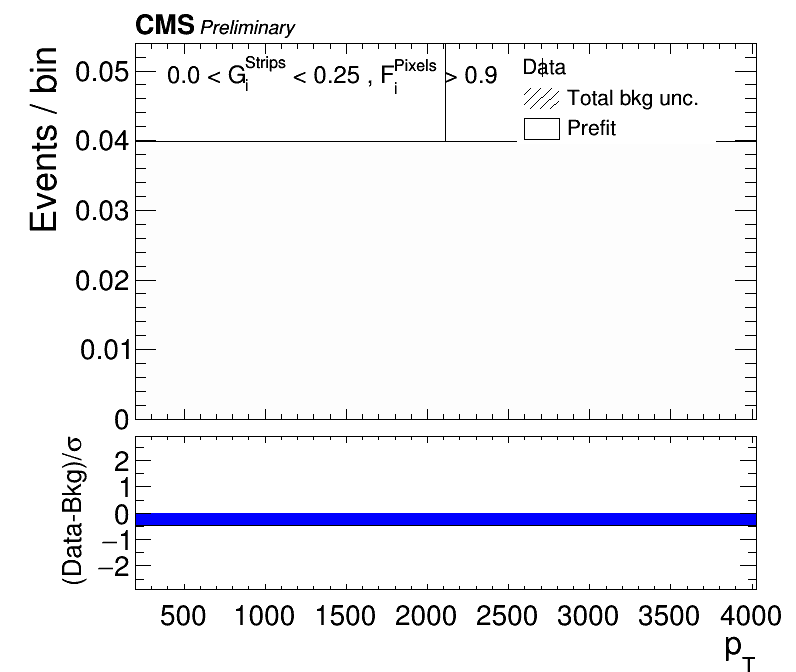 CMS Preliminary
0.0 < G_i^Strips < 0.25 , F_i^Pixels > 0.9
Data
Total bkg unc.
Prefit
Events / bin
0.05
0.04
0.03
0.02
0.01
0
(Data-Bkg)/σ
2
1
0
−1
−2
500 1000 1500 2000 2500 3000 3500 4000
p_T